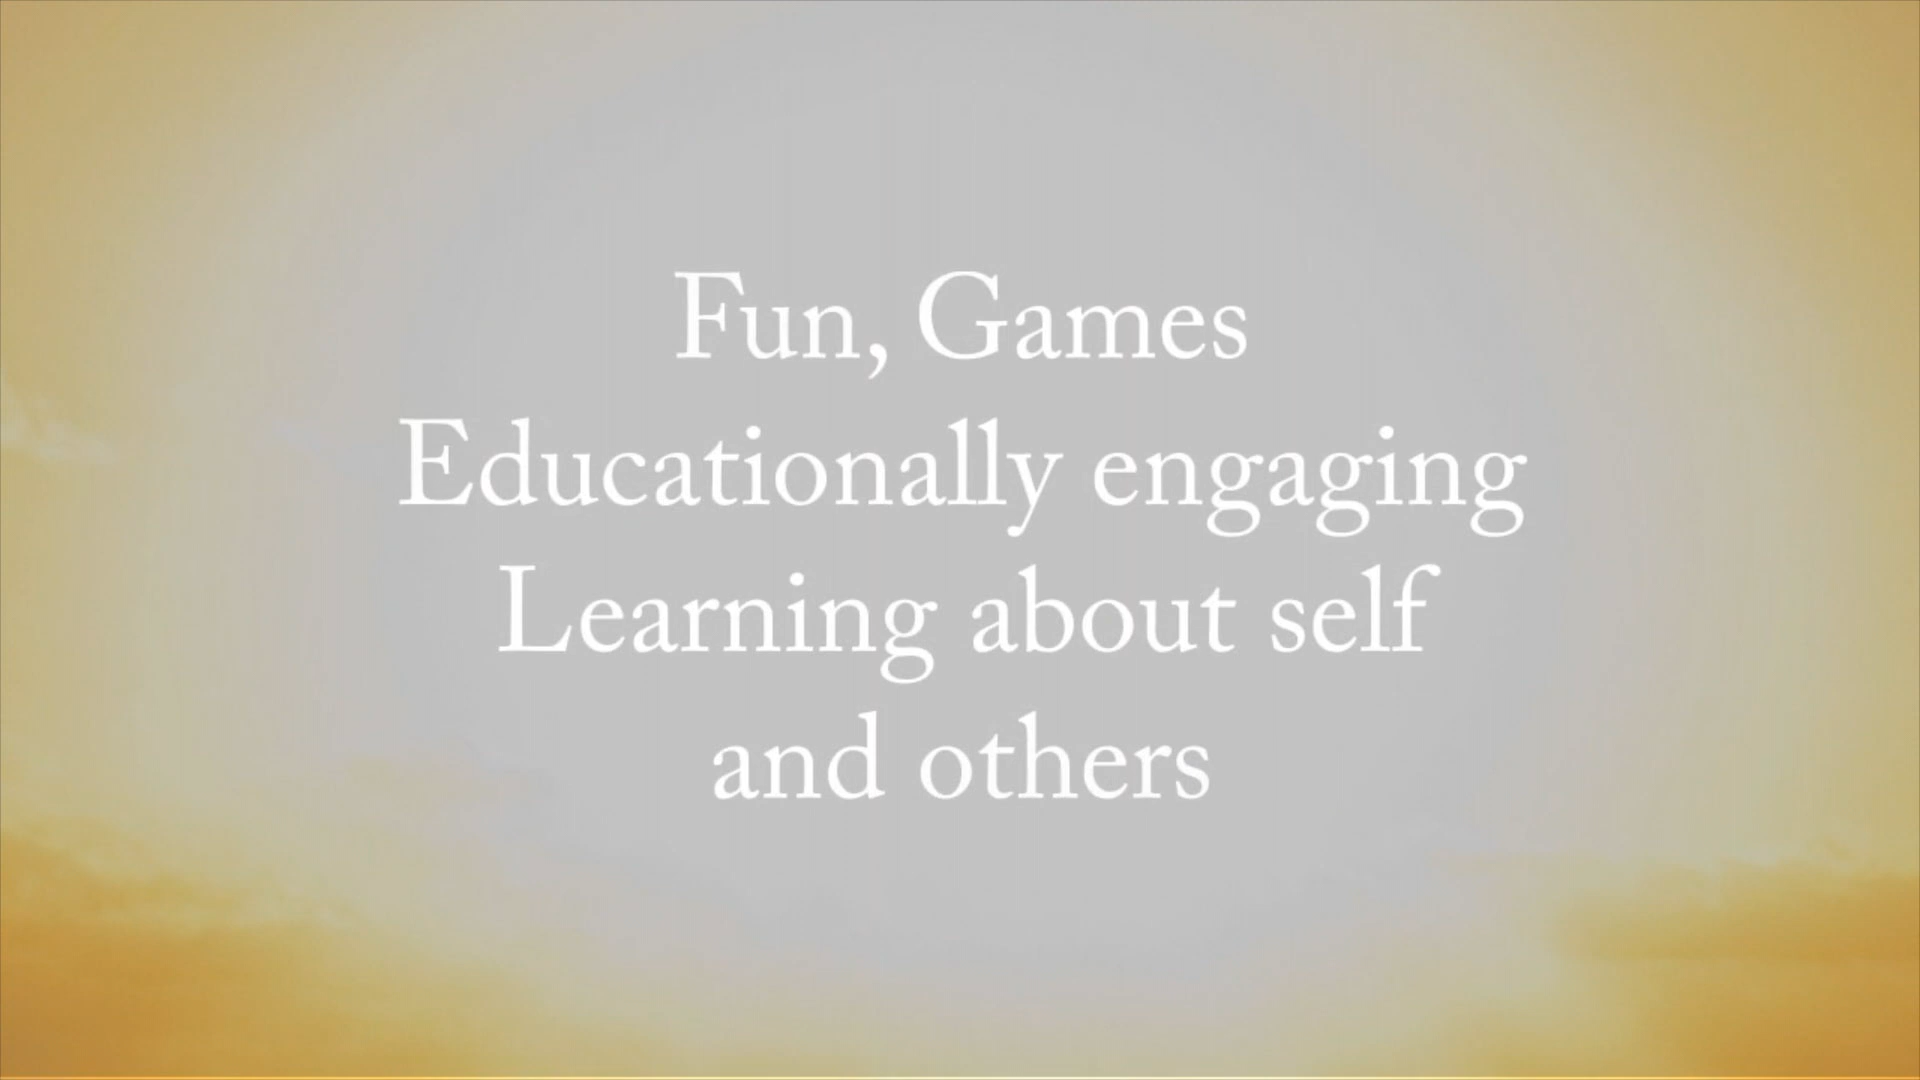 Fun, Games
Educationally engaging
Learning about self
and others